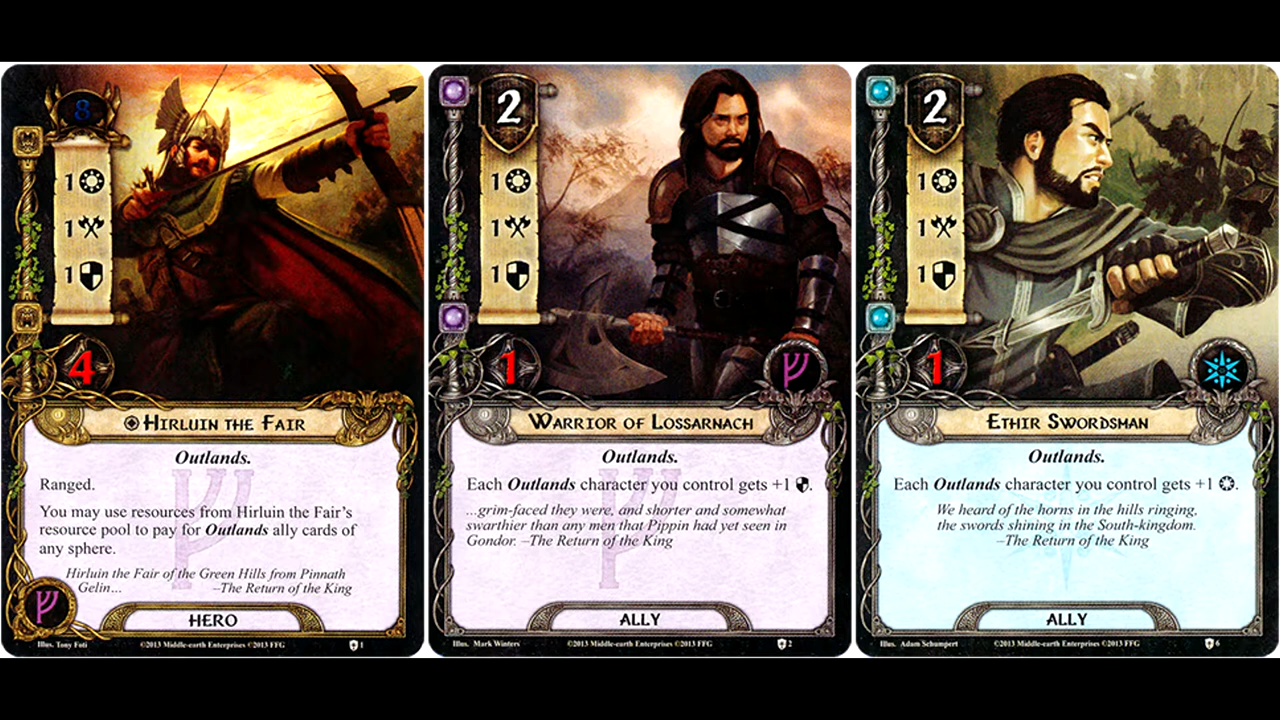 8
1
1
1
4
Hirluin the Fair
Outlands.
Ranged.
You may use resources from Hirluin the Fair's
resource pool to pay for Outlands ally cards of
any sphere.
Hirluin the Fair of the Green Hills from Pinnath
Gelin... –The Return of the King
HERO
Illus. Tony Foti ©2013 Middle-earth Enterprises ©2013 FFG 1
2
1
1
1
1
Warrior of Lossarnach
Outlands.
Each Outlands character you control gets +1 .
...grim-faced they were, and shorter and somewhat
swarthier than any men that Pippin had yet seen in
Gondor. –The Return of the King
ALLY
Illus. Mark Winters ©2013 Middle-earth Enterprises ©2013 FFG 2
2
1
1
1
1
Ethir Swordsman
Outlands.
Each Outlands character you control gets +1 .
We heard of the horns in the hills ringing,
the swords shining in the South-kingdom.
–The Return of the King
ALLY
Illus. Adam Schumpert ©2013 Middle-earth Enterprises ©2013 FFG 6